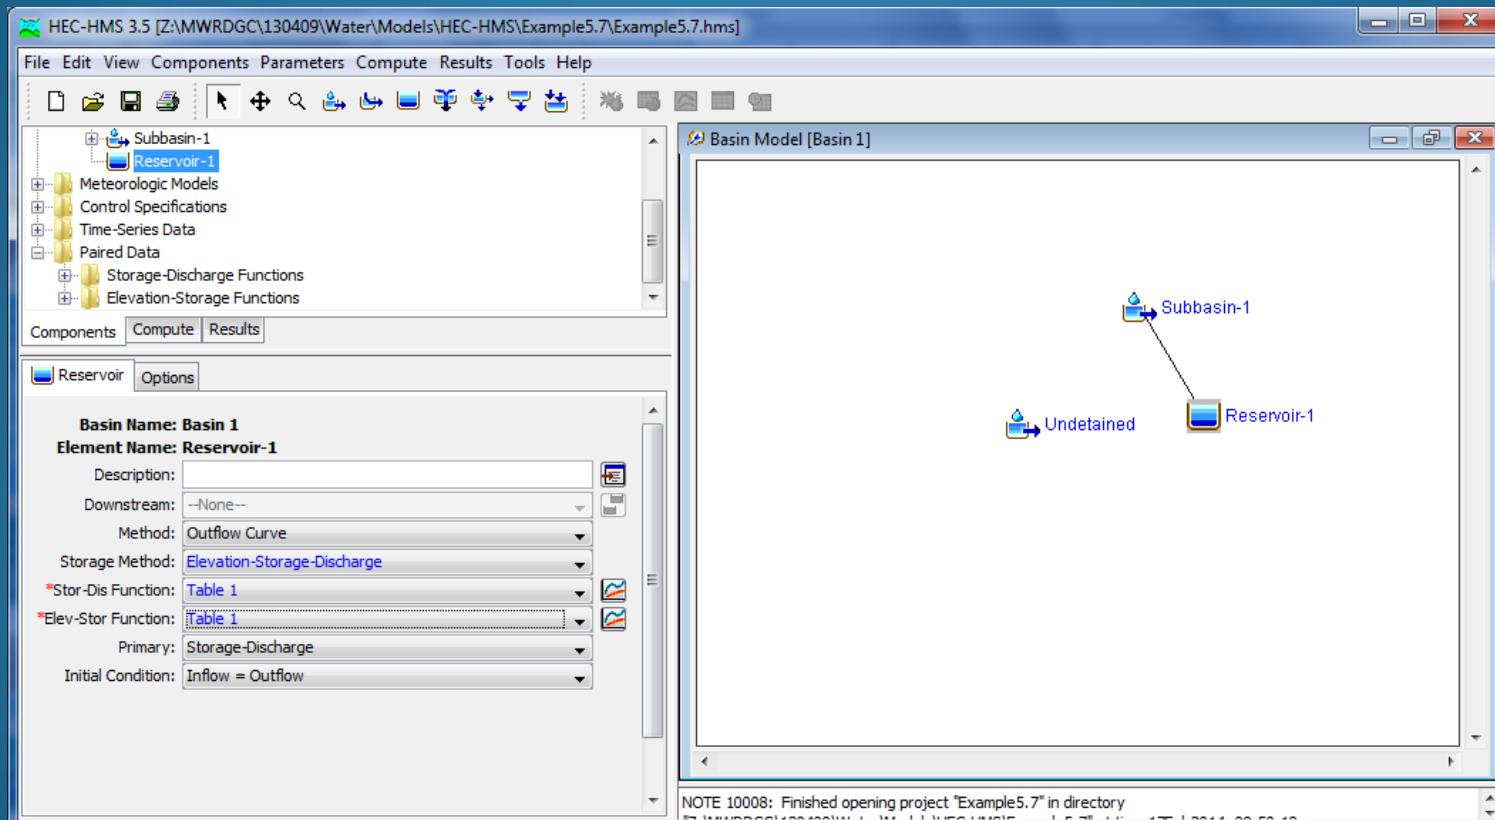 HEC-HMS 3.5 [Z:\MWRDGC\130409\Water\Models\HEC-HMS\Example5.7\Example5.7.hms]
File Edit View Components Parameters Compute Results Tools Help
Subbasin-1
Reservoir-1
Meteorologic Models
Control Specifications
Time-Series Data
Paired Data
Storage-Discharge Functions
Elevation-Storage Functions
Components Compute Results
Reservoir Options
Basin Name: Basin 1
Element Name: Reservoir-1
Description:
Downstream: --None--
Method: Outflow Curve
Storage Method: Elevation-Storage-Discharge
*Stor-Dis Function: Table 1
*Elev-Stor Function: Table 1
Primary: Storage-Discharge
Initial Condition: Inflow = Outflow
Basin Model [Basin 1]
Subbasin-1
Undetained
Reservoir-1
NOTE 10008: Finished opening project "Example5.7" in directory